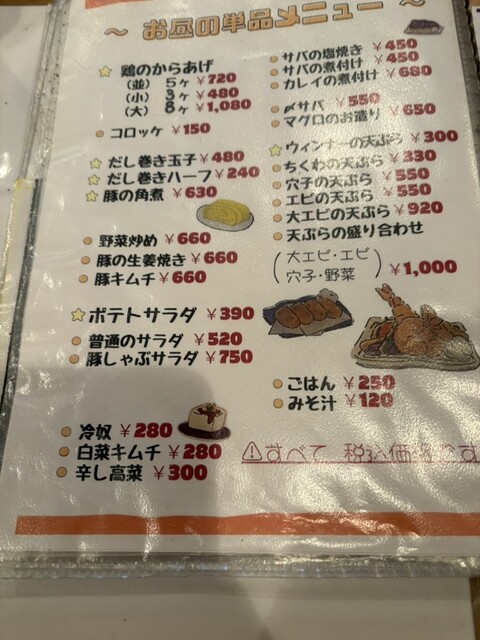 〜 お昼の単品メニュー 〜
鶏のからあげ
(並) 5ヶ ¥720
(小) 3ヶ ¥480
(大) 8ヶ ¥1,080
コロッケ ¥150
だし巻き玉子 ¥480
だし巻きハーフ ¥240
豚の角煮 ¥630
野菜炒め ¥660
豚の生姜焼き ¥660
豚キムチ ¥660
ポテトサラダ ¥390
普通のサラダ ¥520
豚しゃぶサラダ ¥750
冷奴 ¥280
白菜キムチ ¥280
辛し高菜 ¥300
サバの塩焼き ¥450
サバの煮付け ¥450
カレイの煮付け ¥680
〆サバ ¥550
マグロのお造り ¥650
ウィンナーの天ぷら ¥300
ちくわの天ぷら ¥330
穴子の天ぷら ¥550
エビの天ぷら ¥550
大エビの天ぷら ¥920
天ぷらの盛り合わせ
(大エビ・エビ
穴子・野菜) ¥1,000
ごはん ¥250
みそ汁 ¥120
⚠すべて 税込価格です